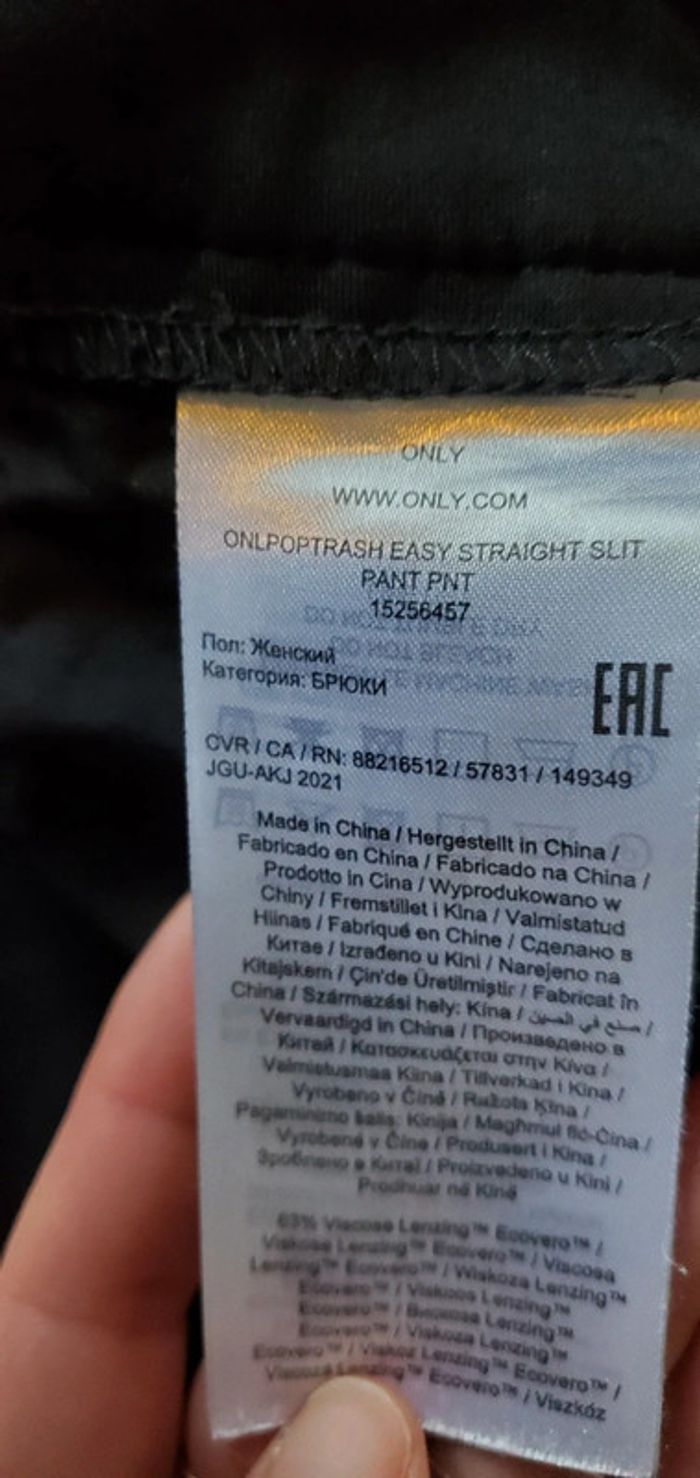 ONLY
WWW.ONLY.COM
ONLPOPTRASH EASY STRAIGHT SLIT
PANT PNT
15256457
Пол: Женский
Категория: БРЮКИ
EAC
CVR / CA / RN: 88216512 / 57831 / 149349
JGU-AKJ 2021
Made in China / Hergestellt in China /
Fabricado en China / Fabricado na China /
Prodotto in Cina / Wyprodukowano w
Chiny / Fremstillet i Kina / Valmistatud
Hiinas / Fabriqué en Chine / Сделано в
Китае / Izrađeno u Kini / Narejeno na
Kitajskem / Çin'de Üretilmiştir / Fabricat în
China / Származási hely: Kína / صنع في الصين /
Vervaardigd in China / Произведено в
Китай / Κατασκευάζεται στην Κίνα /
Valmistusmaa Kiina / Tillverkad i Kina /
Vyrobeno v Číně / Ražots Ķīna /
Pagaminimo šalis: Kinija / Magħmul fiċ-Ċina /
Vyrobené v Číne / Produsert i Kina /
Зроблено в Китаї / Proizvedeno u Kini /
Prodhuar në Kinë
63% Viscose Lenzing™ Ecovero™ /
Viskose Lenzing™ Ecovero™ / Viscosa
Lenzing™ Ecovero™ / Wiskoza Lenzing™
Ecovero™ / Viskoos Lenzing™
Ecovero™ / Вискоза Lenzing™
Ecovero™ / Viskoza Lenzing™
Ecovero™ / Viskoz Lenzing™ Ecovero™ /
Viscoză Lenzing™ Ecovero™ / Viszkóz